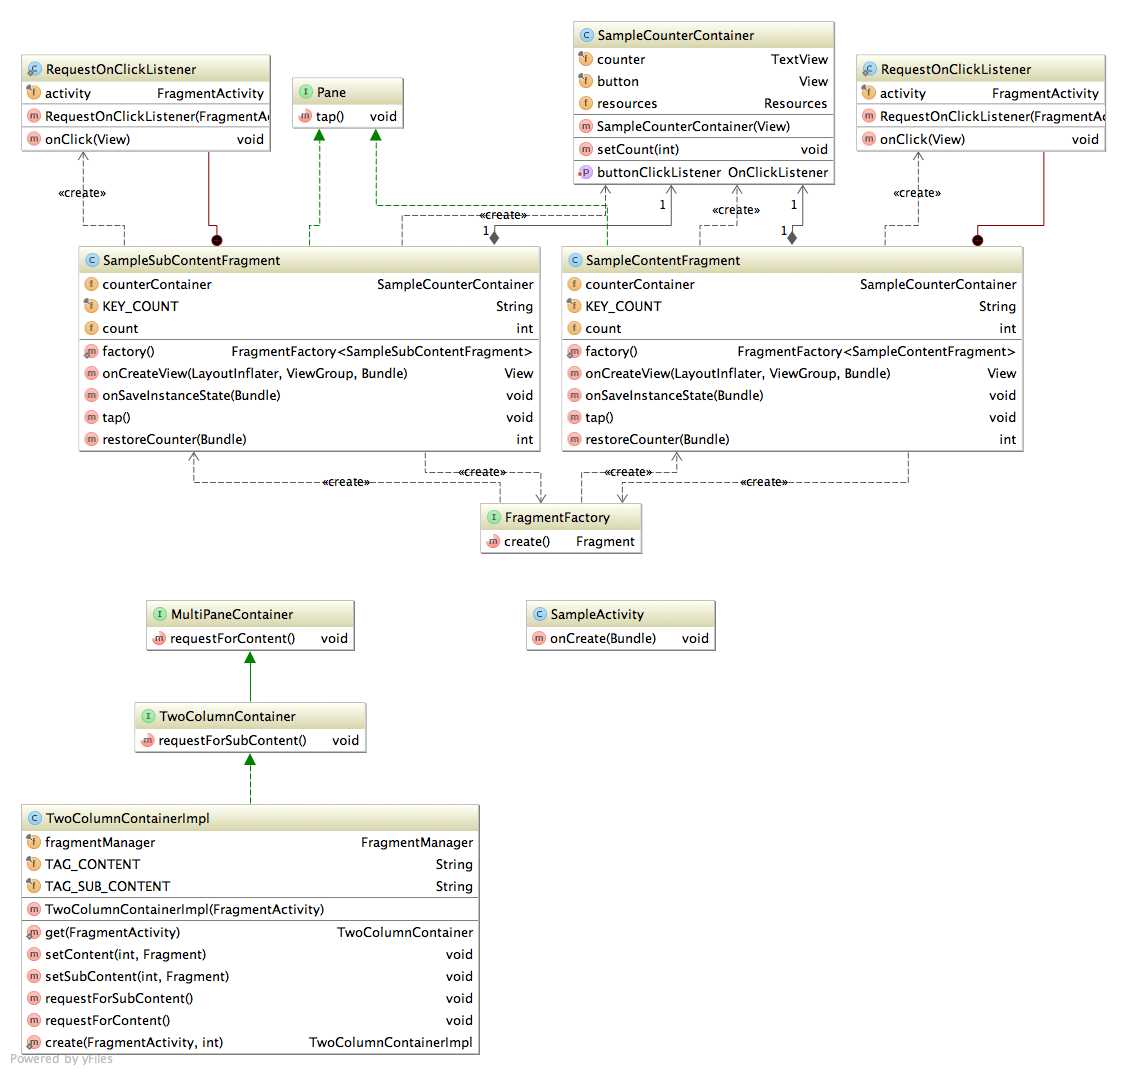 SampleCounterContainer
counter TextView
button View
resources Resources
SampleCounterContainer(View)
setCount(int) void
buttonClickListener OnClickListener
RequestOnClickListener
activity FragmentActivity
RequestOnClickListener(FragmentAc
onClick(View) void
Pane
tap() void
RequestOnClickListener
activity FragmentActivity
RequestOnClickListener(FragmentAc
onClick(View) void
«create»
«create»
1
1
«create»
1
1
«create»
SampleSubContentFragment
counterContainer SampleCounterContainer
KEY_COUNT String
count int
factory() FragmentFactory<SampleSubContentFragment>
onCreateView(LayoutInflater, ViewGroup, Bundle) View
onSaveInstanceState(Bundle) void
tap() void
restoreCounter(Bundle) int
SampleContentFragment
counterContainer SampleCounterContainer
KEY_COUNT String
count int
factory() FragmentFactory<SampleContentFragment>
onCreateView(LayoutInflater, ViewGroup, Bundle) View
onSaveInstanceState(Bundle) void
tap() void
restoreCounter(Bundle) int
«create» «create»
«create» «create»
FragmentFactory
create() Fragment
MultiPaneContainer
requestForContent() void
SampleActivity
onCreate(Bundle) void
TwoColumnContainer
requestForSubContent() void
TwoColumnContainerImpl
fragmentManager FragmentManager
TAG_CONTENT String
TAG_SUB_CONTENT String
TwoColumnContainerImpl(FragmentActivity)
get(FragmentActivity) TwoColumnContainer
setContent(int, Fragment) void
setSubContent(int, Fragment) void
requestForSubContent() void
requestForContent() void
create(FragmentActivity, int) TwoColumnContainerImpl
Powered by yFiles